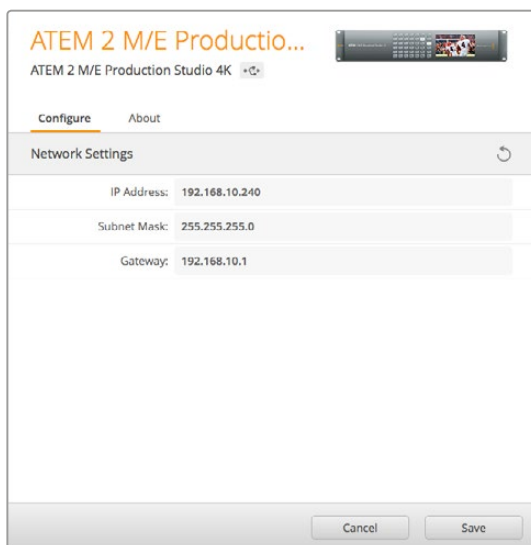 ATEM 2 M/E Productio...
ATEM 2 M/E Production Studio 4K
Configure About
Network Settings
IP Address: 192.168.10.240
Subnet Mask: 255.255.255.0
Gateway: 192.168.10.1
Cancel Save